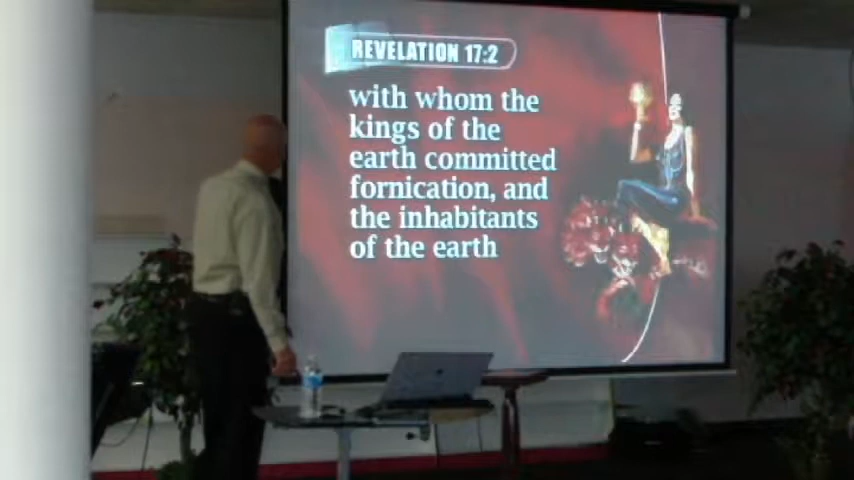 REVELATION 17:2
with whom the
kings of the
earth committed
fornication, and
the inhabitants
of the earth